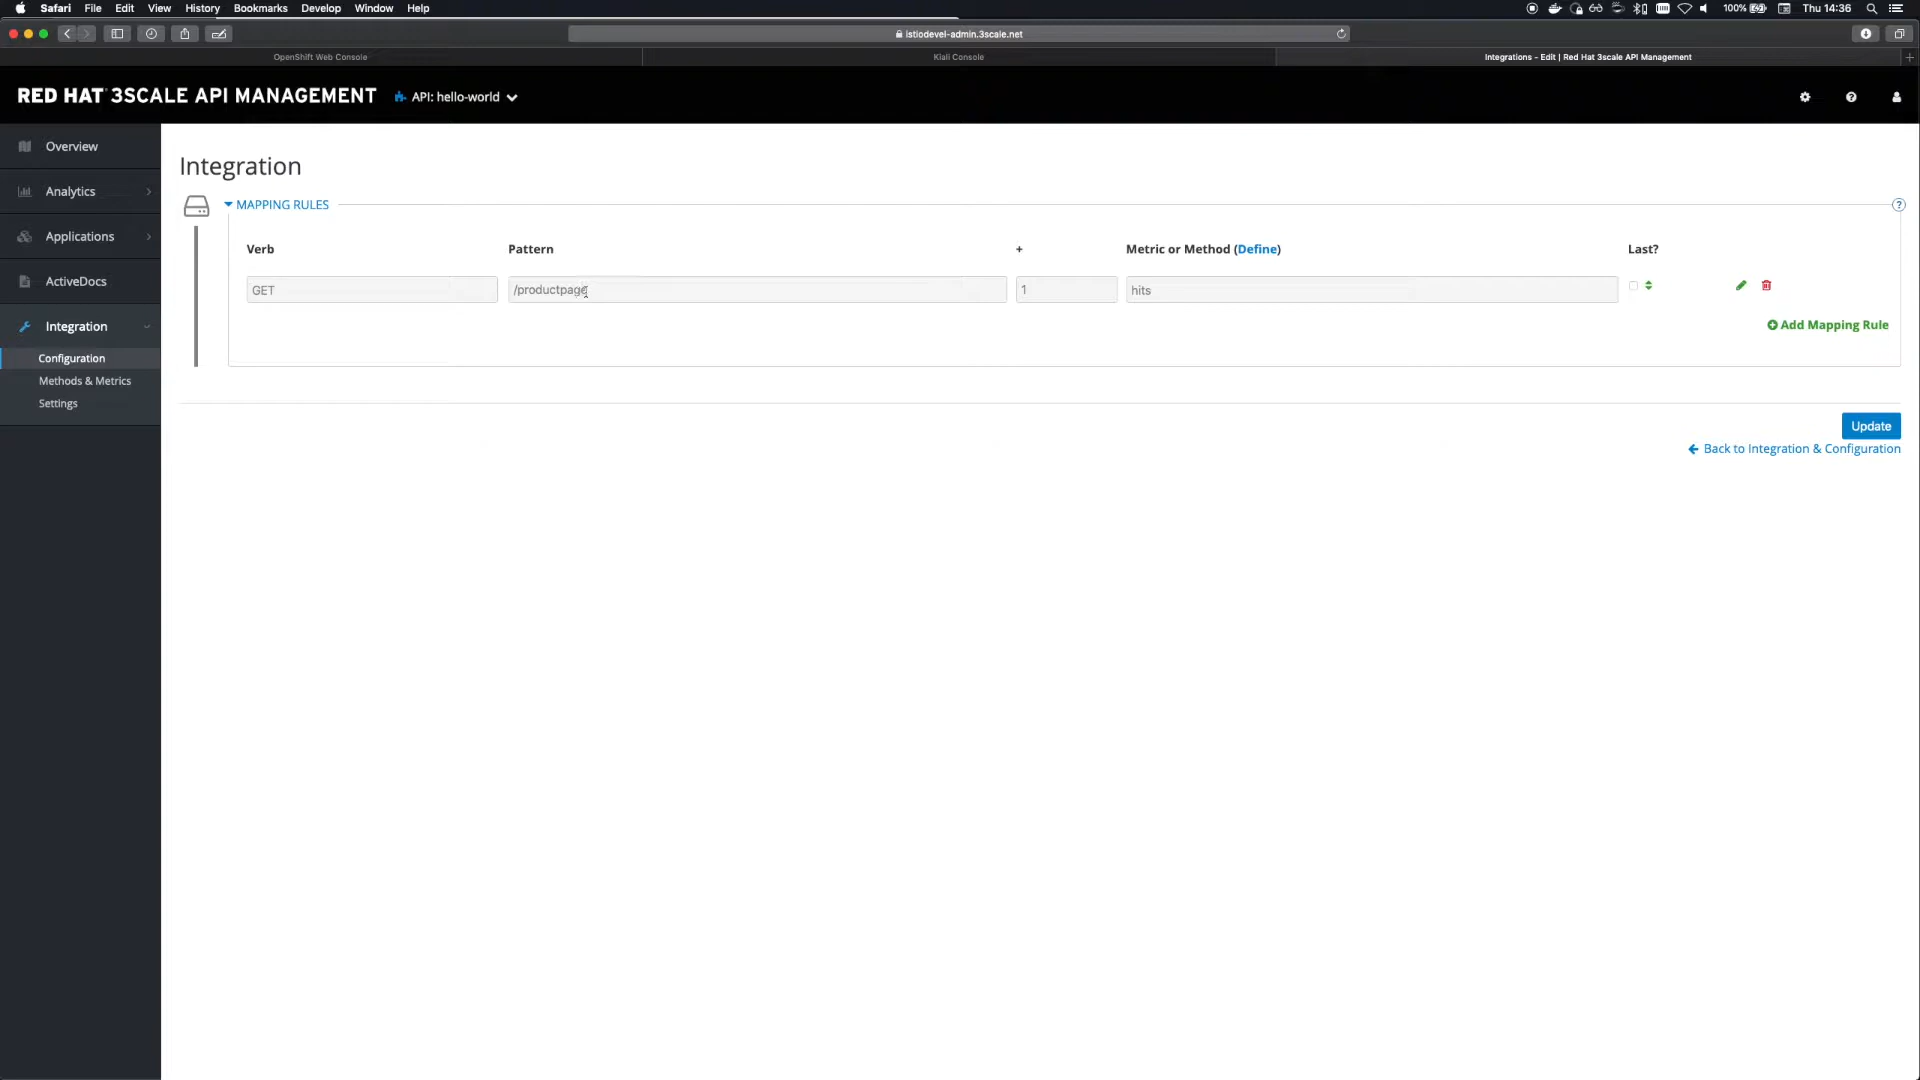 Safari File Edit View History Bookmarks Develop Window Help 100% Thu 14:36
istiodevel-admin.3scale.net
OpenShift Web Console Kiali Console Integrations - Edit | Red Hat 3scale API Management
RED HAT 3SCALE API MANAGEMENT API: hello-world
Overview
Analytics
Applications
ActiveDocs
Integration
Configuration
Methods & Metrics
Settings
Integration
MAPPING RULES
Verb Pattern + Metric or Method (Define) Last?
GET /productpage 1 hits
Add Mapping Rule
Update
Back to Integration & Configuration